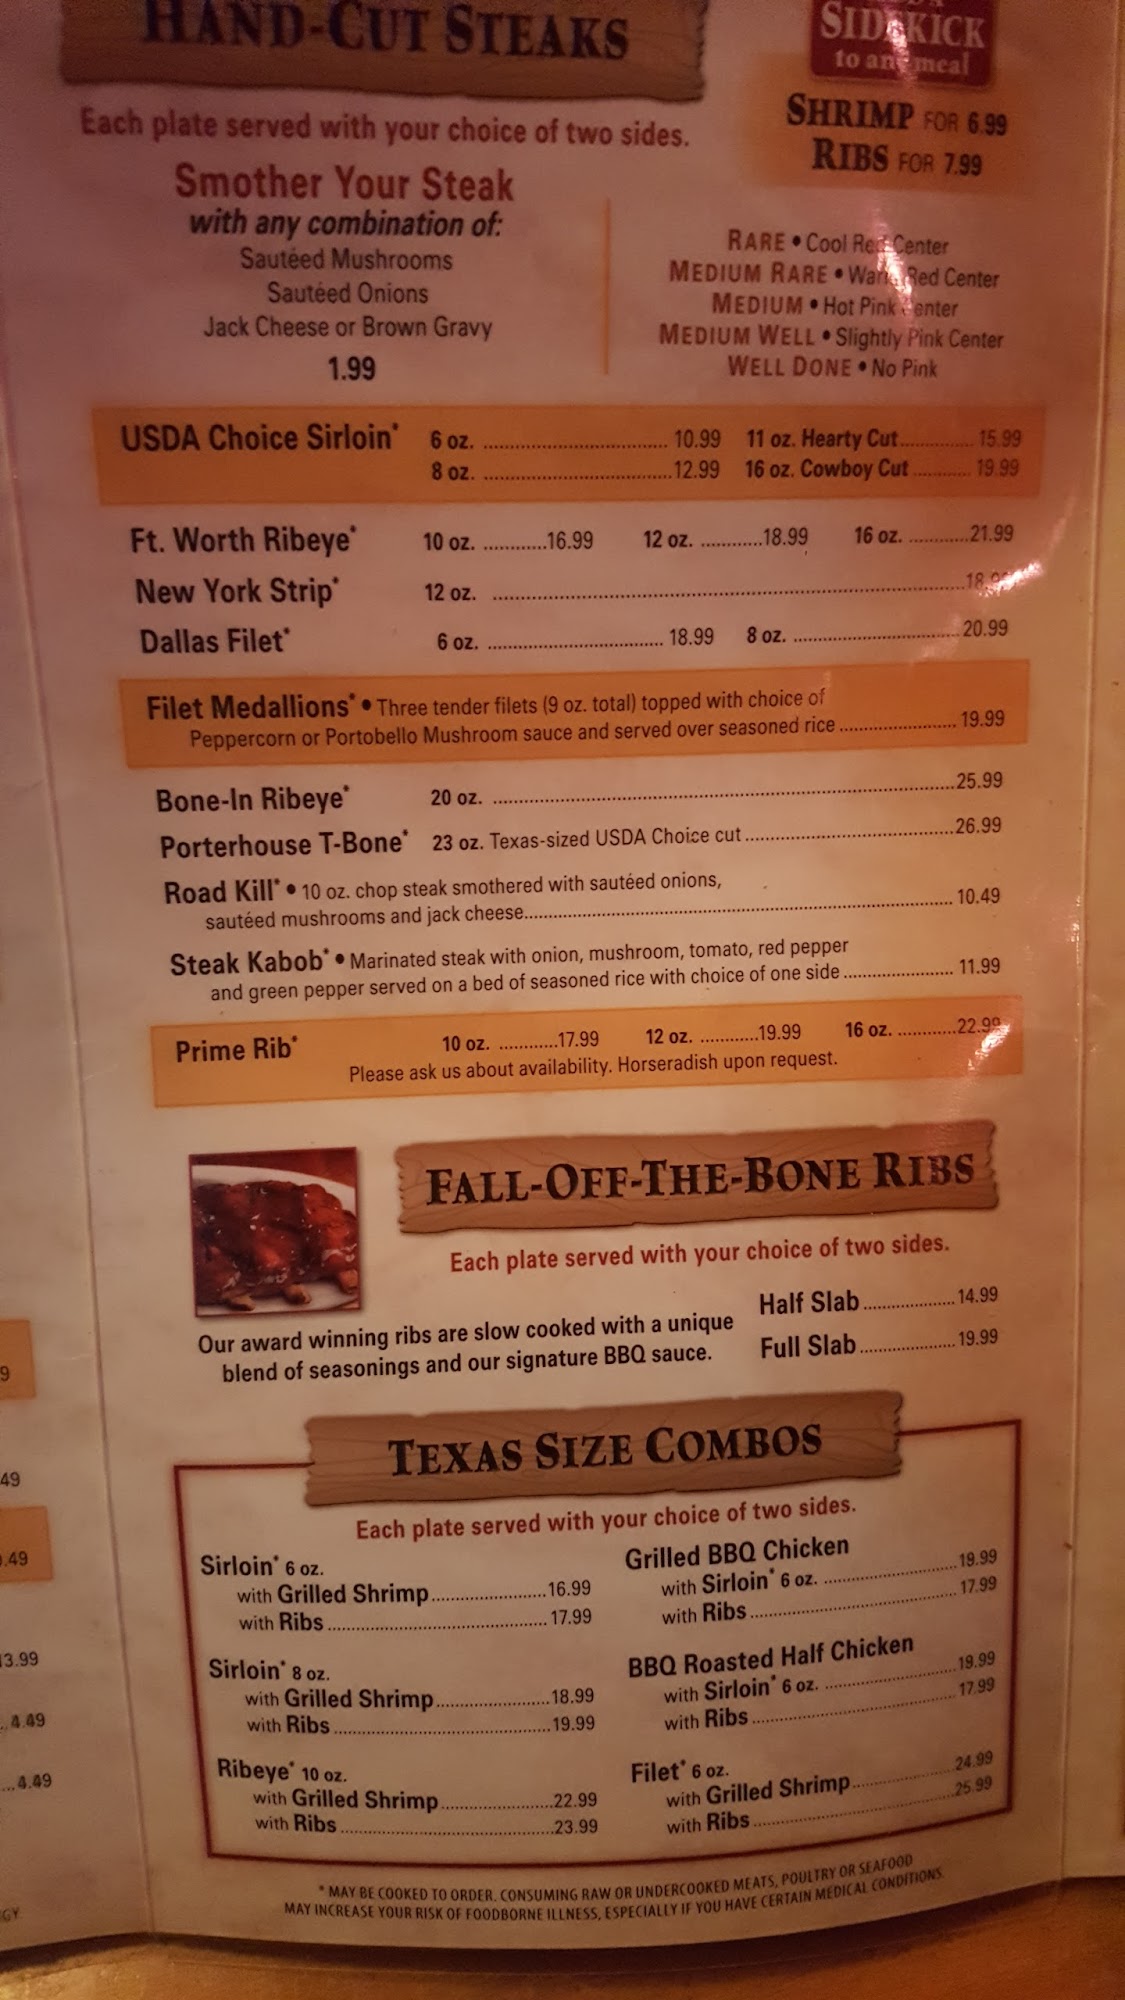 HAND-CUT STEAKS
SIDEKICK
to any meal
SHRIMP FOR 6.99
RIBS FOR 7.99
Each plate served with your choice of two sides.
Smother Your Steak
with any combination of:
Sautéed Mushrooms
Sautéed Onions
Jack Cheese or Brown Gravy
1.99
RARE • Cool Red Center
MEDIUM RARE • Warm Red Center
MEDIUM • Hot Pink Center
MEDIUM WELL • Slightly Pink Center
WELL DONE • No Pink
USDA Choice Sirloin* 6 oz. 10.99 11 oz. Hearty Cut 15.99
8 oz. 12.99 16 oz. Cowboy Cut 19.99
Ft. Worth Ribeye* 10 oz. 16.99 12 oz. 18.99 16 oz. 21.99
New York Strip* 12 oz. 18.99
Dallas Filet* 6 oz. 18.99 8 oz. 20.99
Filet Medallions* • Three tender filets (9 oz. total) topped with choice of
Peppercorn or Portobello Mushroom sauce and served over seasoned rice 19.99
Bone-In Ribeye* 20 oz. 25.99
Porterhouse T-Bone* 23 oz. Texas-sized USDA Choice cut 26.99
Road Kill* • 10 oz. chop steak smothered with sautéed onions,
sautéed mushrooms and jack cheese 10.49
Steak Kabob* • Marinated steak with onion, mushroom, tomato, red pepper
and green pepper served on a bed of seasoned rice with choice of one side 11.99
Prime Rib* 10 oz. 17.99 12 oz. 19.99 16 oz. 22.99
Please ask us about availability. Horseradish upon request.
FALL-OFF-THE-BONE RIBS
Each plate served with your choice of two sides.
Our award winning ribs are slow cooked with a unique
blend of seasonings and our signature BBQ sauce.
Half Slab 14.99
Full Slab 19.99
TEXAS SIZE COMBOS
Each plate served with your choice of two sides.
Sirloin* 6 oz.
with Grilled Shrimp 16.99
with Ribs 17.99
Sirloin* 8 oz.
with Grilled Shrimp 18.99
with Ribs 19.99
Ribeye* 10 oz.
with Grilled Shrimp 22.99
with Ribs 23.99
Grilled BBQ Chicken
with Sirloin* 6 oz. 19.99
with Ribs 17.99
BBQ Roasted Half Chicken
with Sirloin* 6 oz. 19.99
with Ribs 17.99
Filet* 6 oz.
with Grilled Shrimp 24.99
with Ribs 25.99
* MAY BE COOKED TO ORDER. CONSUMING RAW OR UNDERCOOKED MEATS, POULTRY OR SEAFOOD
MAY INCREASE YOUR RISK OF FOODBORNE ILLNESS, ESPECIALLY IF YOU HAVE CERTAIN MEDICAL CONDITIONS.
9
49
.49
13.99
4.49
4.49